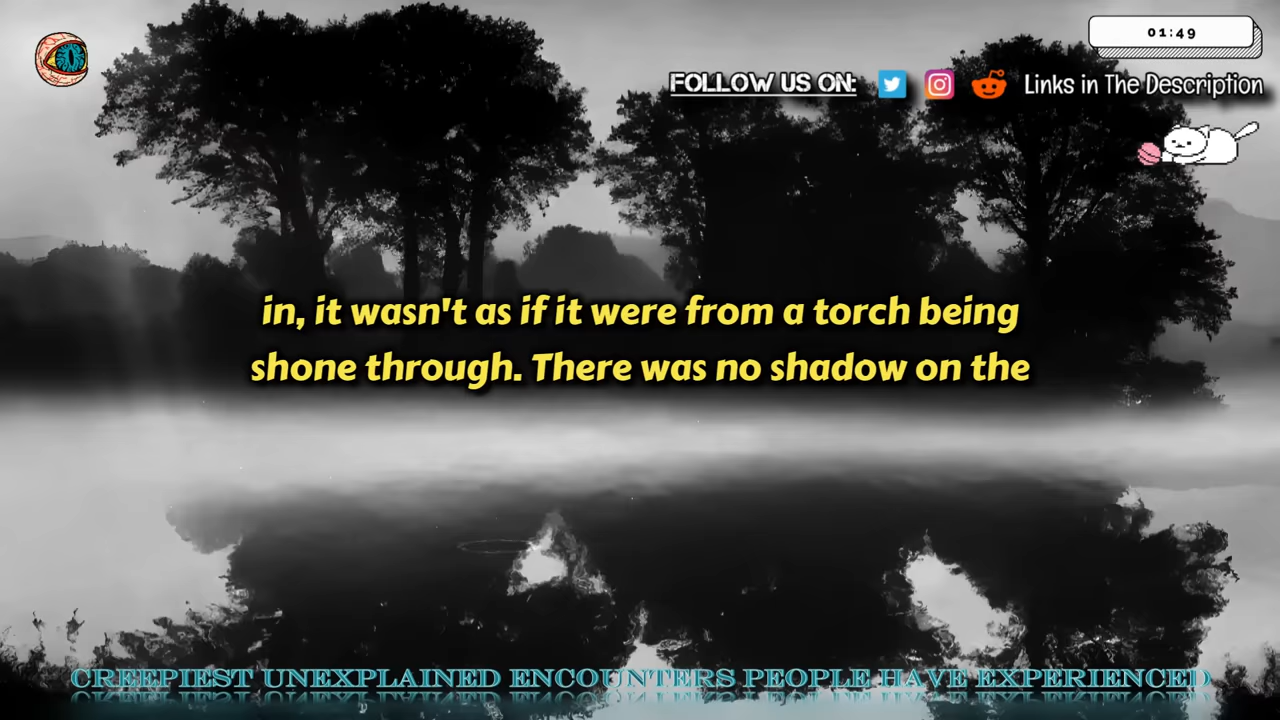 01:49
FOLLOW US ON: Links in The Description
in, it wasn't as if it were from a torch being
shone through. There was no shadow on the
CREEPIEST UNEXPLAINED ENCOUNTERS PEOPLE HAVE EXPERIENCED